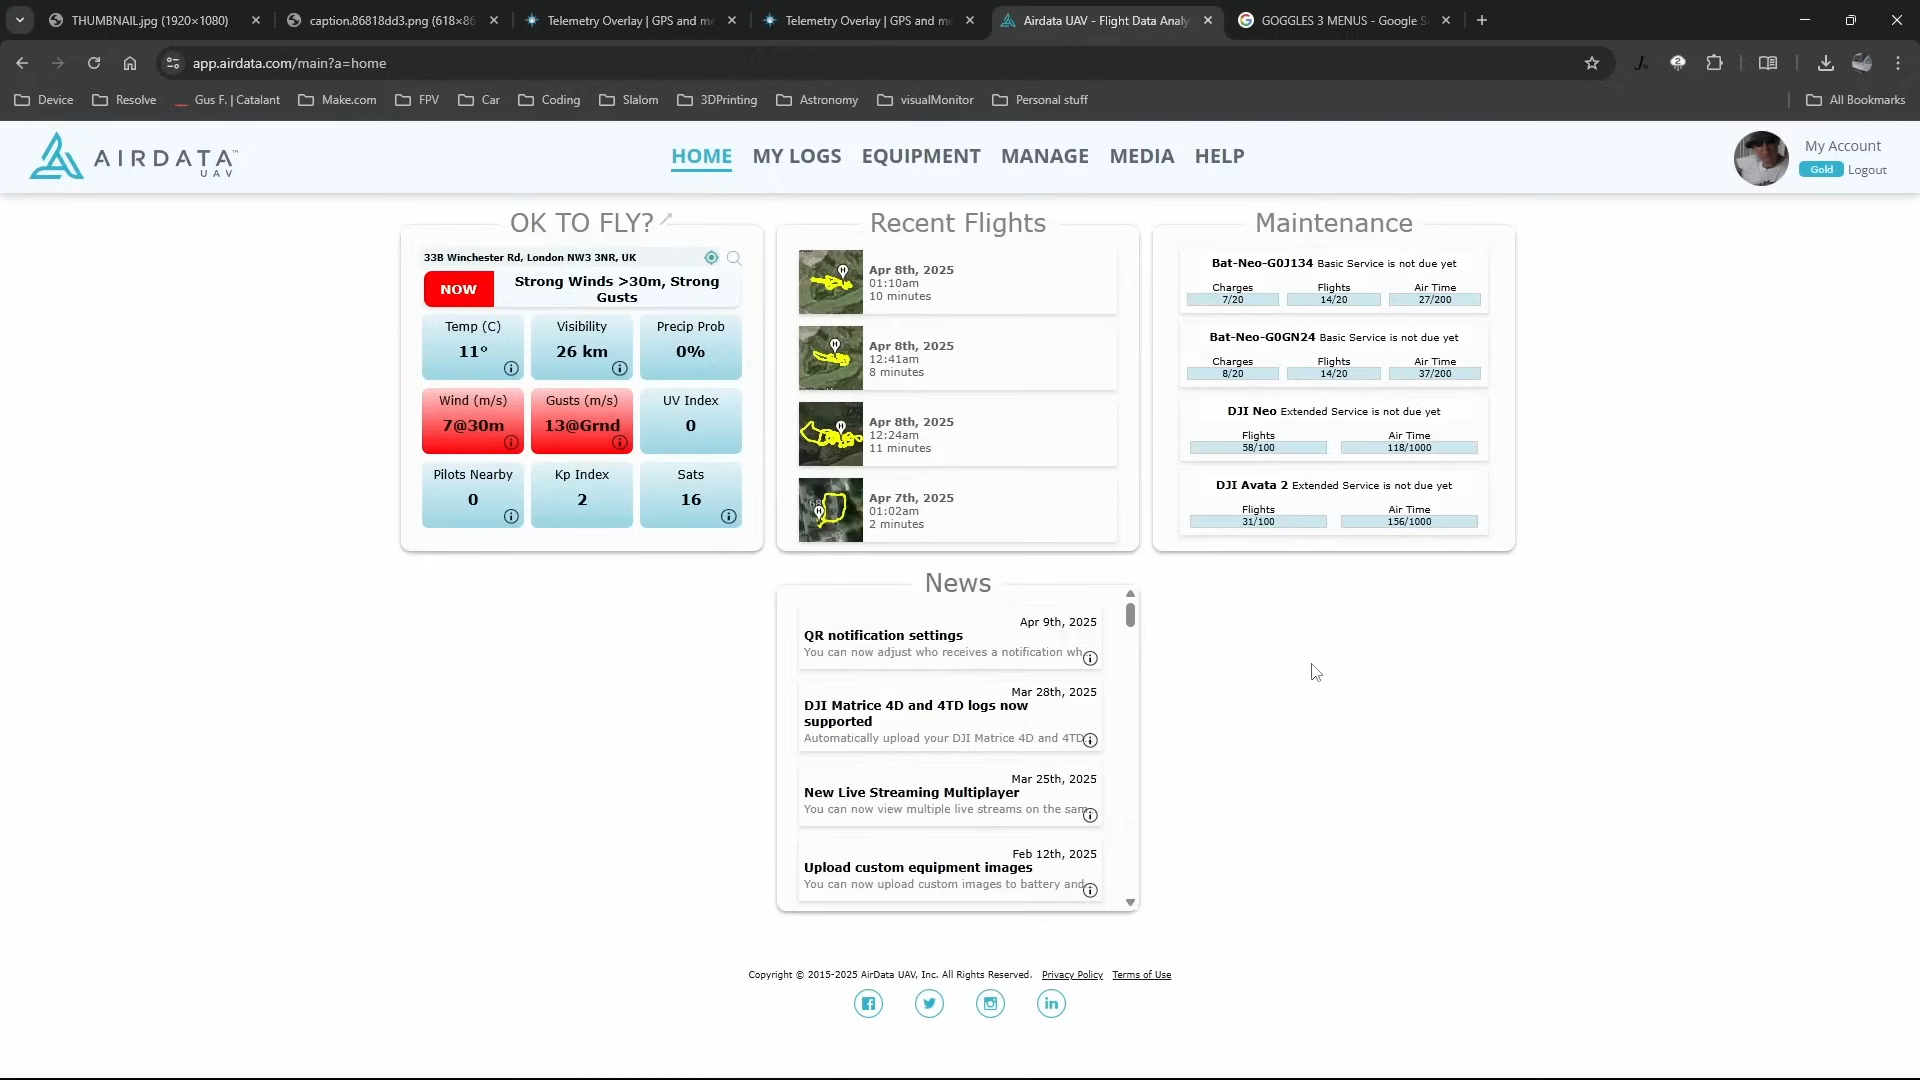 THUMBNAIL.jpg (1920×1080)
caption.86818dd3.png (618×86
Telemetry Overlay | GPS and me
Telemetry Overlay | GPS and me
Airdata UAV - Flight Data Analy
GOGGLES 3 MENUS - Google S
app.airdata.com/main?a=home
Device
Resolve
Gus F. | Catalant
Make.com
FPV
Car
Coding
Slalom
3DPrinting
Astronomy
visualMonitor
Personal stuff
All Bookmarks
AIRDATA™
UAV
HOME
MY LOGS
EQUIPMENT
MANAGE
MEDIA
HELP
My Account
Gold Logout
OK TO FLY?
33B Winchester Rd, London NW3 3NR, UK
NOW
Strong Winds >30m, Strong
Gusts
Temp (C)
11°
Visibility
26 km
Precip Prob
0%
Wind (m/s)
7@30m
Gusts (m/s)
13@Grnd
UV Index
0
Pilots Nearby
0
Kp Index
2
Sats
16
Recent Flights
Apr 8th, 2025
01:10am
10 minutes
Apr 8th, 2025
12:41am
8 minutes
Apr 8th, 2025
12:24am
11 minutes
Apr 7th, 2025
01:02am
2 minutes
Maintenance
Bat-Neo-G0J134 Basic Service is not due yet
Charges Flights Air Time
7/20 14/20 27/200
Bat-Neo-G0GN24 Basic Service is not due yet
Charges Flights Air Time
8/20 14/20 37/200
DJI Neo Extended Service is not due yet
Flights Air Time
58/100 118/1000
DJI Avata 2 Extended Service is not due yet
Flights Air Time
31/100 156/1000
News
Apr 9th, 2025
QR notification settings
You can now adjust who receives a notification wh
Mar 28th, 2025
DJI Matrice 4D and 4TD logs now
supported
Automatically upload your DJI Matrice 4D and 4TD
Mar 25th, 2025
New Live Streaming Multiplayer
You can now view multiple live streams on the sam
Feb 12th, 2025
Upload custom equipment images
You can now upload custom images to battery and
Copyright © 2015-2025 AirData UAV, Inc. All Rights Reserved. Privacy Policy Terms of Use